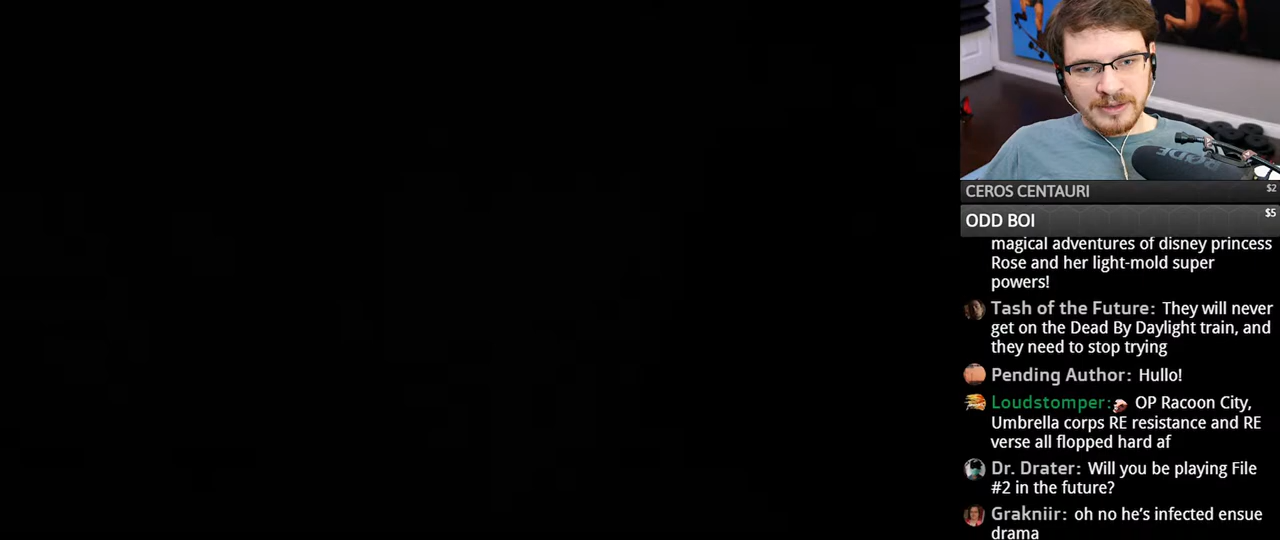 RODE
CEROS CENTAURI $2
ODD BOI $5
magical adventures of disney princess
Rose and her light-mold super
powers!
Tash of the Future: They will never
get on the Dead By Daylight train, and
they need to stop trying
Pending Author: Hullo!
Loudstomper: OP Racoon City,
Umbrella corps RE resistance and RE
verse all flopped hard af
Dr. Drater: Will you be playing File
#2 in the future?
Grakniir: oh no he's infected ensue
drama